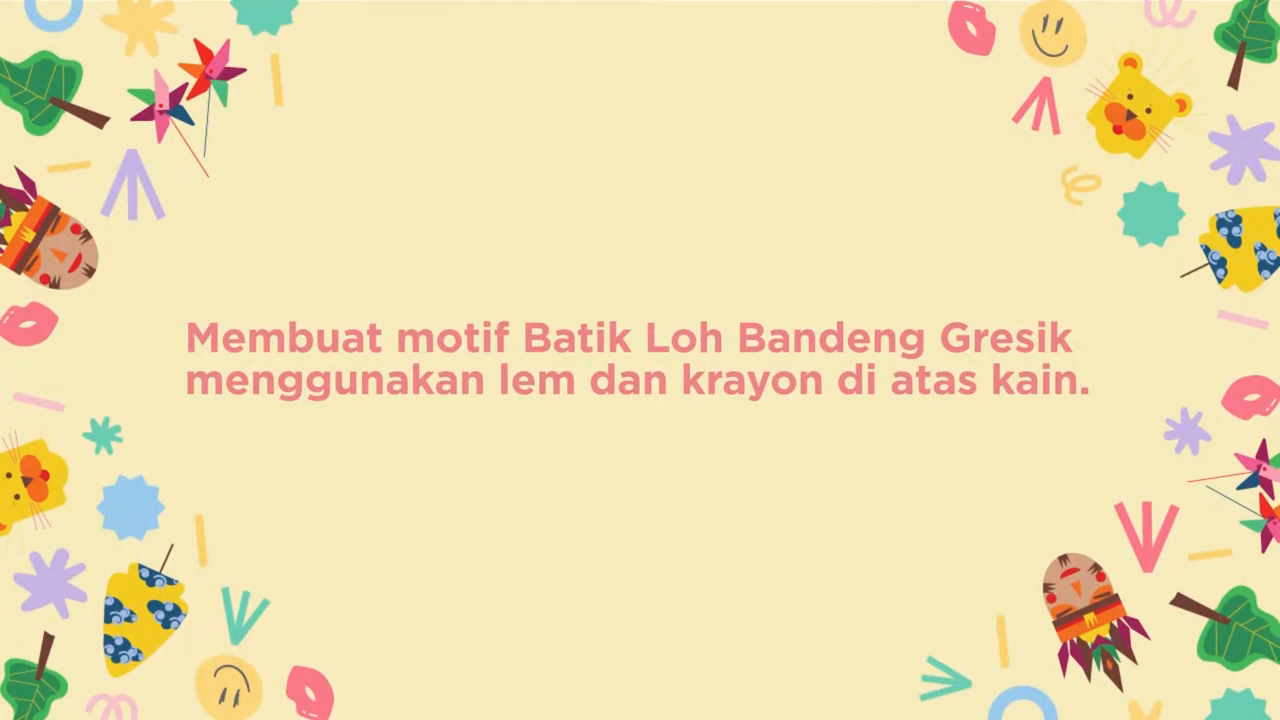 Membuat motif Batik Loh Bandeng Gresik
menggunakan lem dan krayon di atas kain.